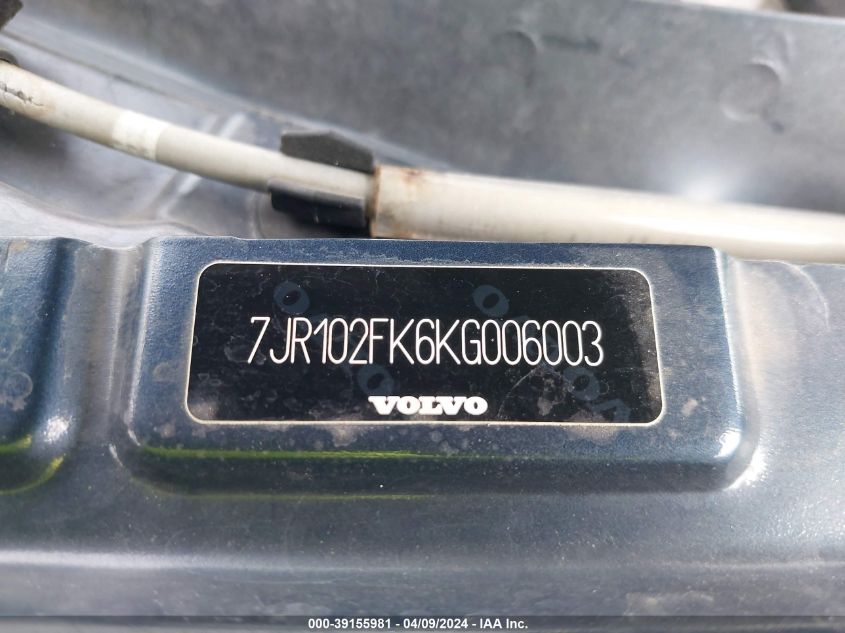 7JR102FK6KG006003
VOLVO
000-39155981 - 04/09/2024 - IAA Inc.